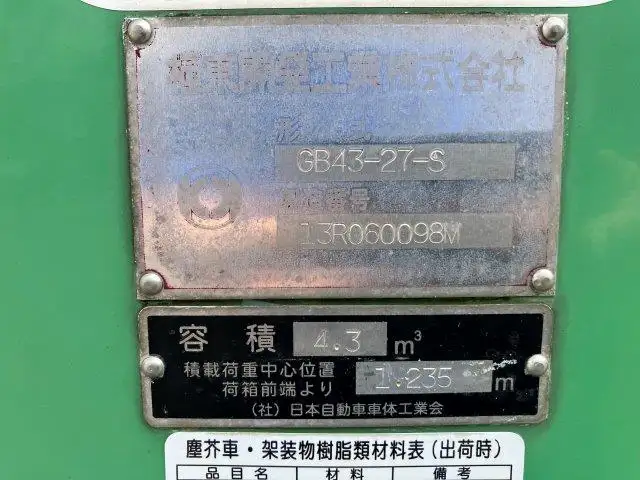 極東開発工業株式会社
形式
GB43-27-S
製造番号
13R060098M
容積 4.3 m³
積載荷重中心位置
荷箱前端より 1.235 m
(社)日本自動車車体工業会
塵芥車・架装物樹脂類材料表(出荷時)
品目名 材料 備考